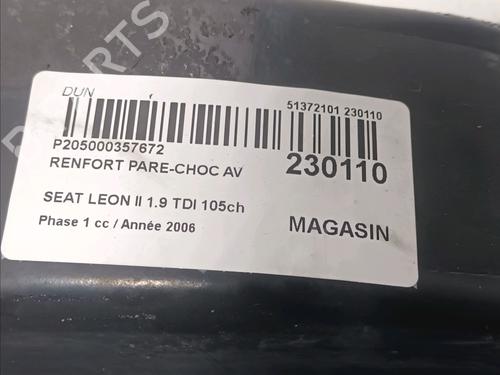 DUN
51372101 230110
P205000357672
RENFORT PARE-CHOC AV
230110
SEAT LEON II 1.9 TDI 105ch
Phase 1 cc / Année 2006
MAGASIN